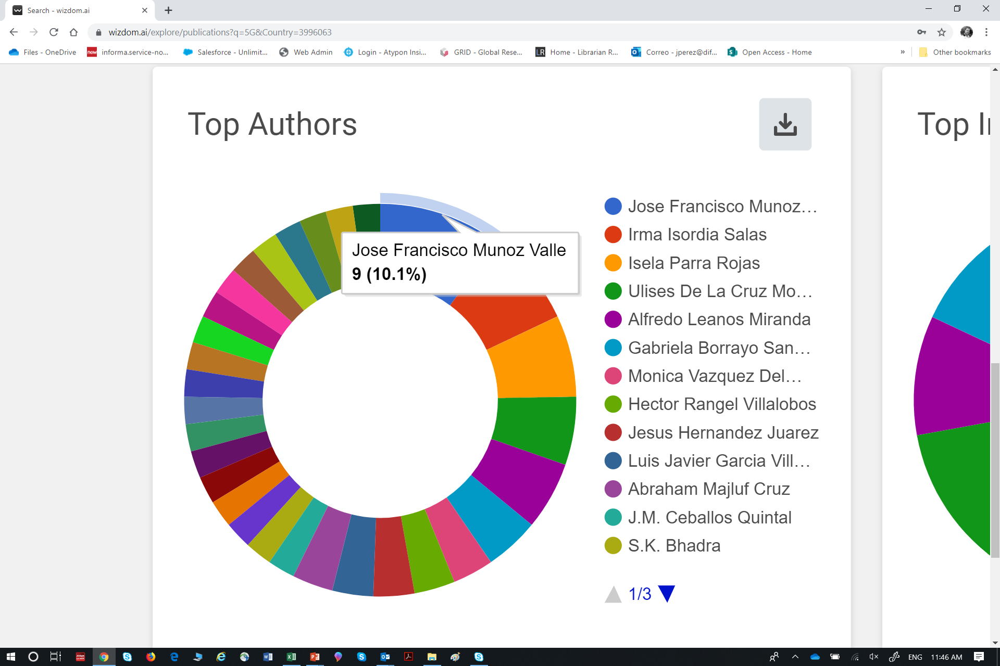 Search - wizdom.ai
wizdom.ai/explore/publications?q=5G&Country=3996063
Files - OneDrive
now
informa.service-no...
Salesforce - Unlimit...
Web Admin
Login - Atypon Insi...
GRID - Global Rese...
LR
Home - Librarian R...
Correo - jperez@dif...
Open Access - Home
»
Other bookmarks
Top Authors
Top I
Jose Francisco Munoz Valle
9 (10.1%)
Jose Francisco Munoz...
Irma Isordia Salas
Isela Parra Rojas
Ulises De La Cruz Mo...
Alfredo Leanos Miranda
Gabriela Borrayo San...
Monica Vazquez Del...
Hector Rangel Villalobos
Jesus Hernandez Juarez
Luis Javier Garcia Vill...
Abraham Majluf Cruz
J.M. Ceballos Quintal
S.K. Bhadra
1/3
ENG
11:46 AM